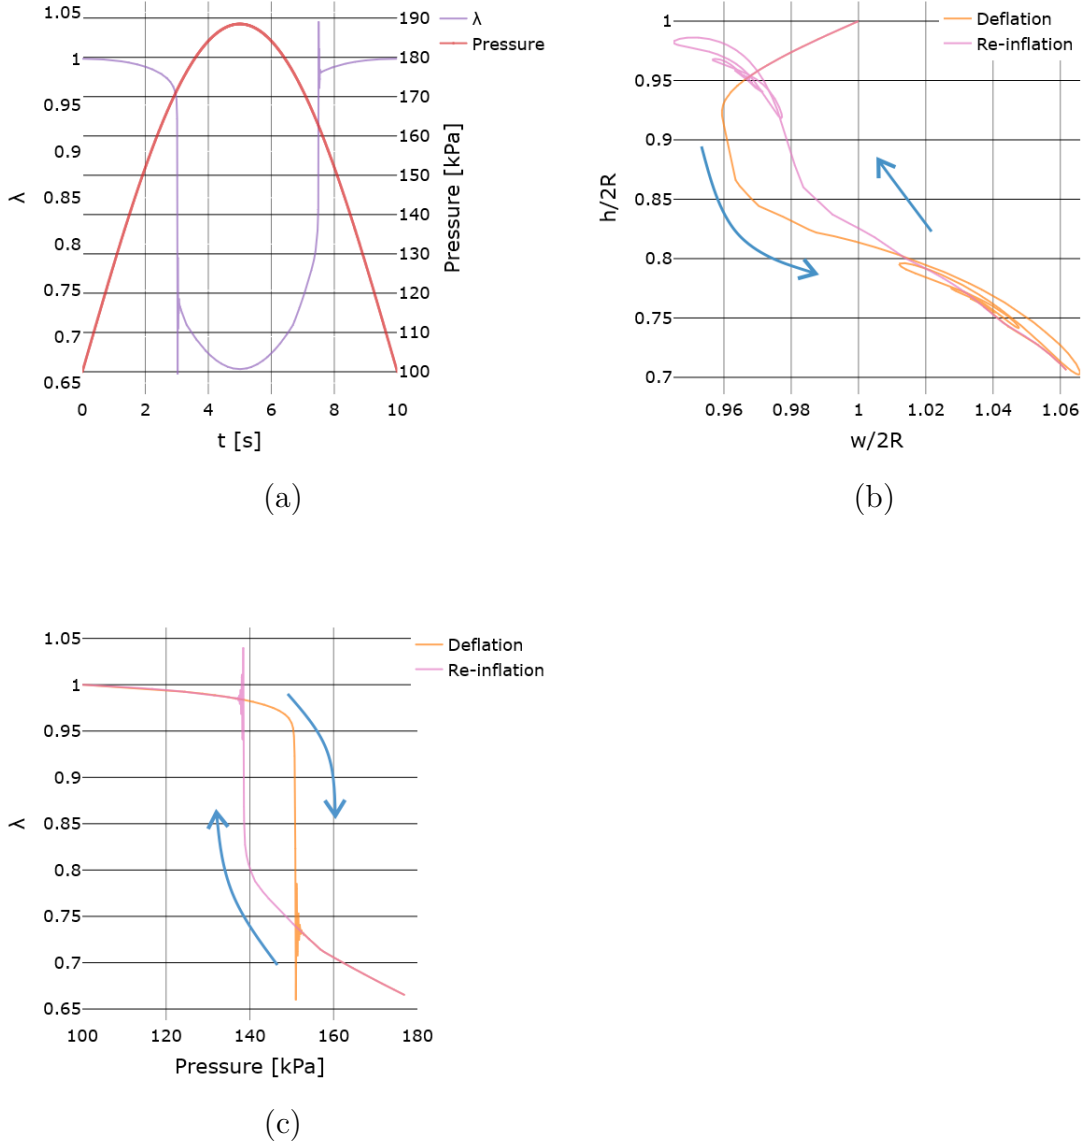 1.05
1
0.95
0.9
0.85
0.8
0.75
0.7
0.65
λ
0 2 4 6 8 10
t [s]
190
180
170
160
150
140
130
120
110
100
Pressure [kPa]
λ
Pressure
(a)
1
0.95
0.9
0.85
0.8
0.75
0.7
h/2R
0.96 0.98 1 1.02 1.04 1.06
w/2R
Deflation
Re-inflation
(b)
1.05
1
0.95
0.9
0.85
0.8
0.75
0.7
0.65
λ
100 120 140 160 180
Pressure [kPa]
Deflation
Re-inflation
(c)